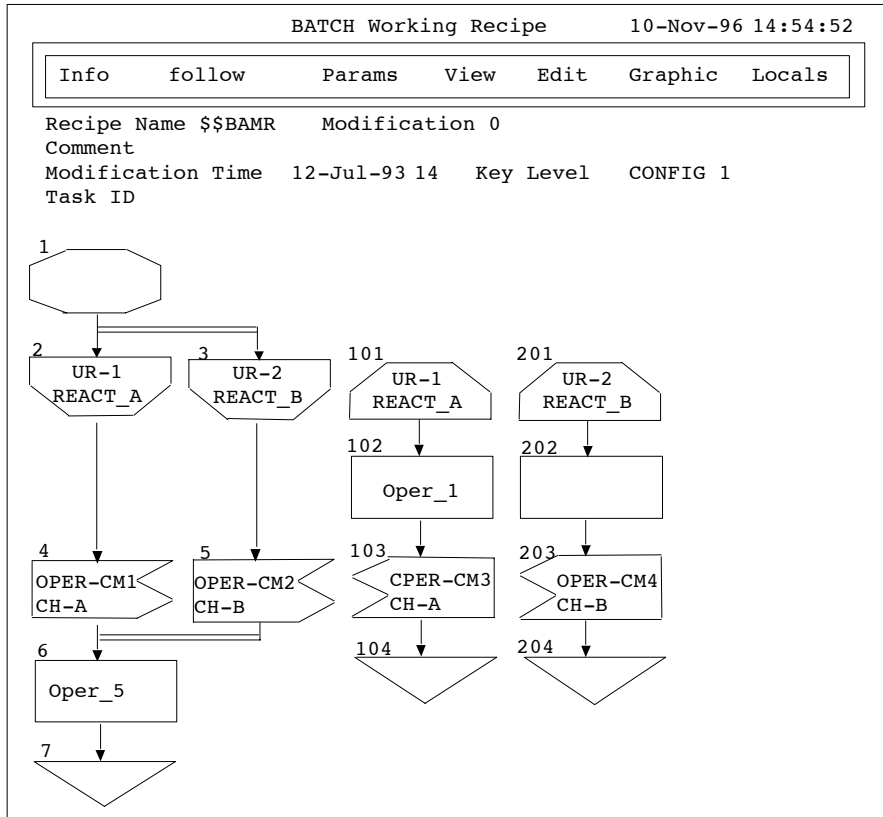 BATCH Working Recipe 10-Nov-96 14:54:52
Info follow Params View Edit Graphic Locals
Recipe Name $$BAMR Modification 0
Comment
Modification Time 12-Jul-93 14 Key Level CONFIG 1
Task ID
1
2
UR-1
REACT_A
3
UR-2
REACT_B
101
UR-1
REACT_A
201
UR-2
REACT_B
102
Oper_1
202
4
OPER-CM1
CH-A
5
OPER-CM2
CH-B
103
CPER-CM3
CH-A
203
OPER-CM4
CH-B
6
Oper_5
104
204
7